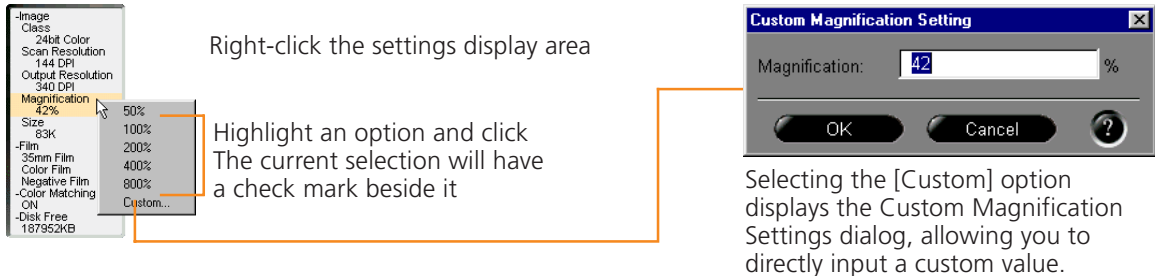 -Image
Class
24bit Color
Scan Resolution
144 DPI
Output Resolution
340 DPI
Magnification
42%
Size
83K
-Film
35mm Film
Color Film
Negative Film
-Color Matching
ON
-Disk Free
187952KB
50%
100%
200%
400%
800%
Custom...
Right-click the settings display area
Highlight an option and click
The current selection will have
a check mark beside it
Custom Magnification Setting
Magnification:
42
%
OK
Cancel
?
Selecting the [Custom] option
displays the Custom Magnification
Settings dialog, allowing you to
directly input a custom value.